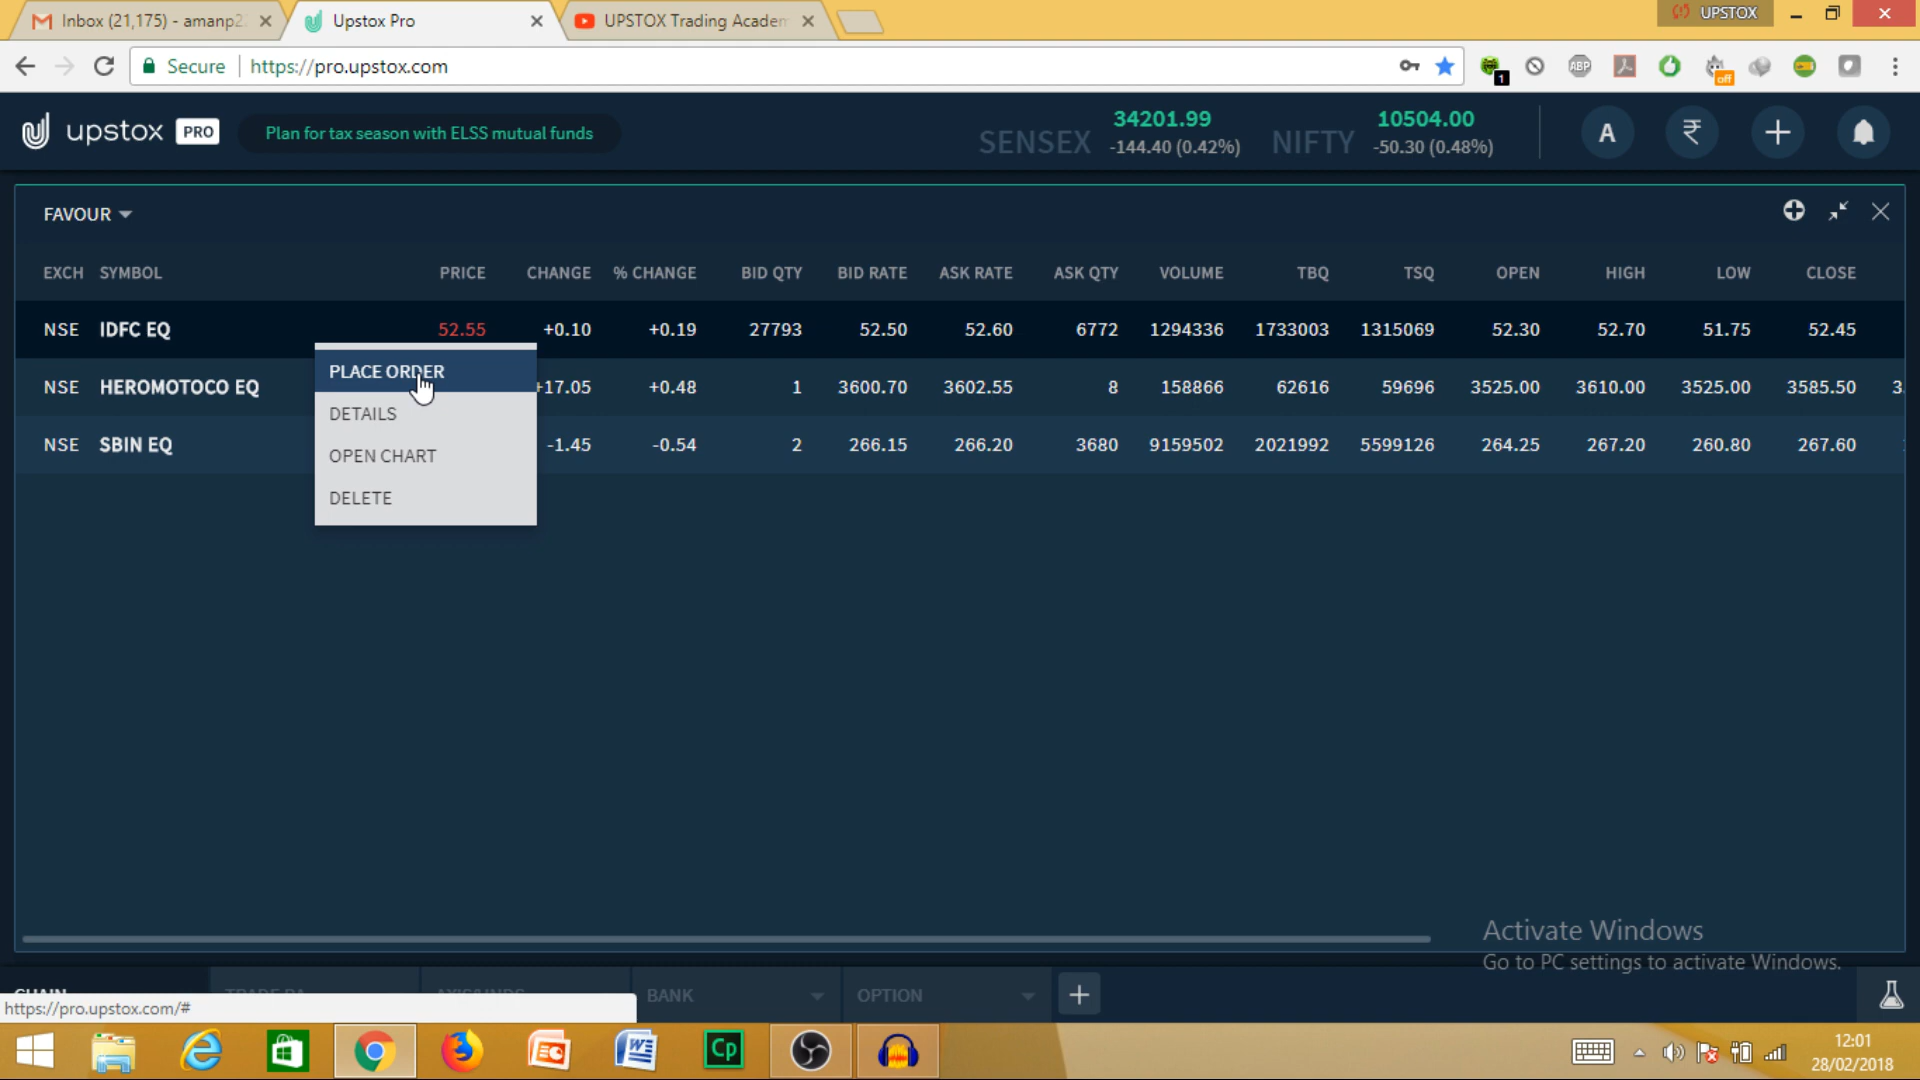 Inbox (21,175) - amanp2
Upstox Pro
UPSTOX Trading Academ
UPSTOX
Secure
https://pro.upstox.com
ABP
1
off
upstox PRO
Plan for tax season with ELSS mutual funds
SENSEX 34201.99 -144.40 (0.42%)
NIFTY 10504.00 -50.30 (0.48%)
A
₹
FAVOUR
EXCH SYMBOL PRICE CHANGE % CHANGE BID QTY BID RATE ASK RATE ASK QTY VOLUME TBQ TSQ OPEN HIGH LOW CLOSE
NSE IDFC EQ 52.55 +0.10 +0.19 27793 52.50 52.60 6772 1294336 1733003 1315069 52.30 52.70 51.75 52.45
NSE HEROMOTOCO EQ +17.05 +0.48 1 3600.70 3602.55 8 158866 62616 59696 3525.00 3610.00 3525.00 3585.50 3
NSE SBIN EQ -1.45 -0.54 2 266.15 266.20 3680 9159502 2021992 5599126 264.25 267.20 260.80 267.60
PLACE ORDER
DETAILS
OPEN CHART
DELETE
Activate Windows
Go to PC settings to activate Windows.
BANK
OPTION
https://pro.upstox.com/#
Cp
12:01
28/02/2018